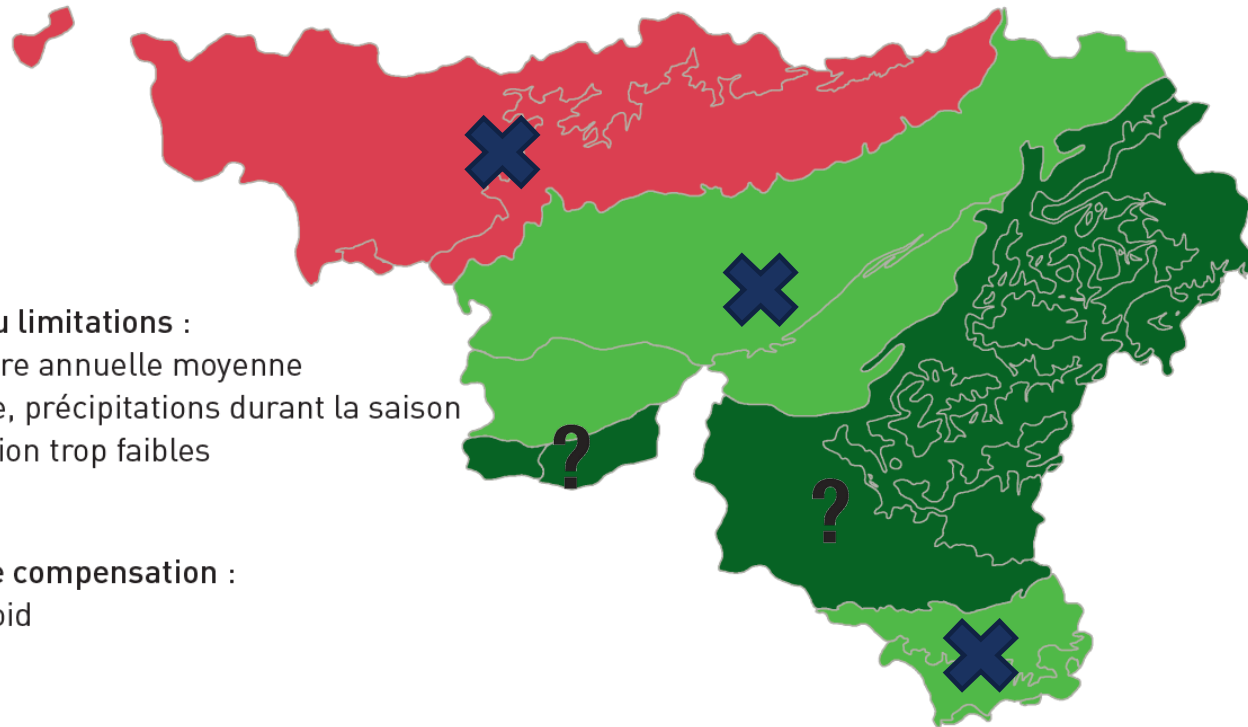 u limitations :
re annuelle moyenne
e, précipitations durant la saison
ion trop faibles
?
?
e compensation :
oid